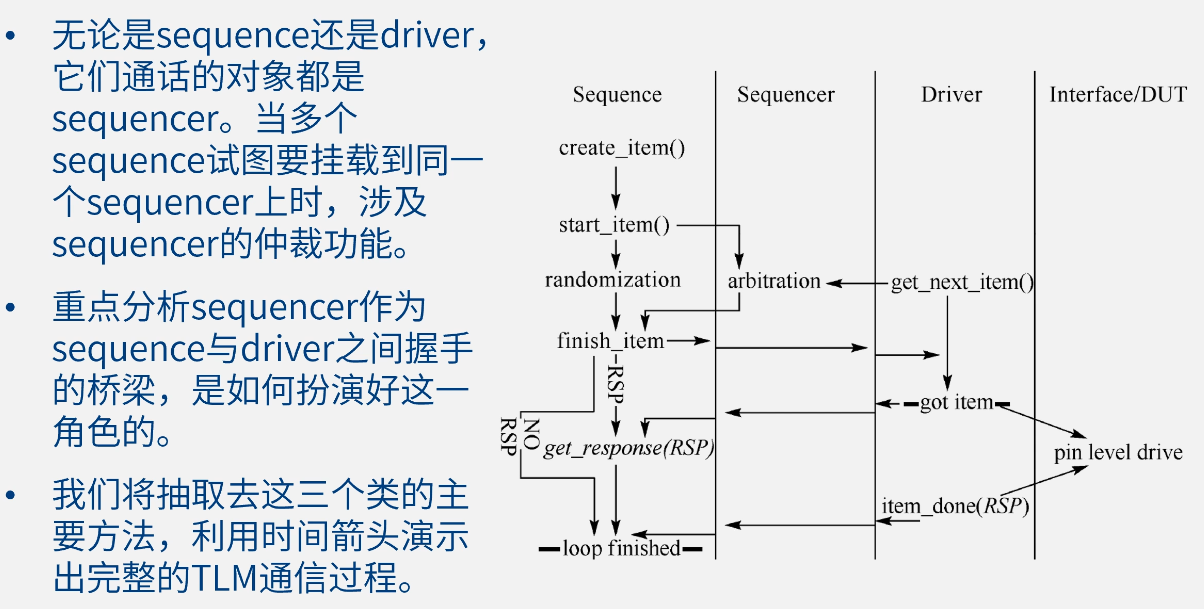 • 无论是sequence还是driver，
它们通话的对象都是
sequencer。当多个
sequence试图要挂载到同一
个sequencer上时，涉及
sequencer的仲裁功能。
• 重点分析sequencer作为
sequence与driver之间握手
的桥梁，是如何扮演好这一
角色的。
• 我们将抽取去这三个类的主
要方法，利用时间箭头演示
出完整的TLM通信过程。
Sequence Sequencer Driver Interface/DUT
create_item()
start_item()
randomization arbitration get_next_item()
finish_item
RSP
got item
NO
RSP
get_response(RSP)
pin level drive
item_done(RSP)
loop finished